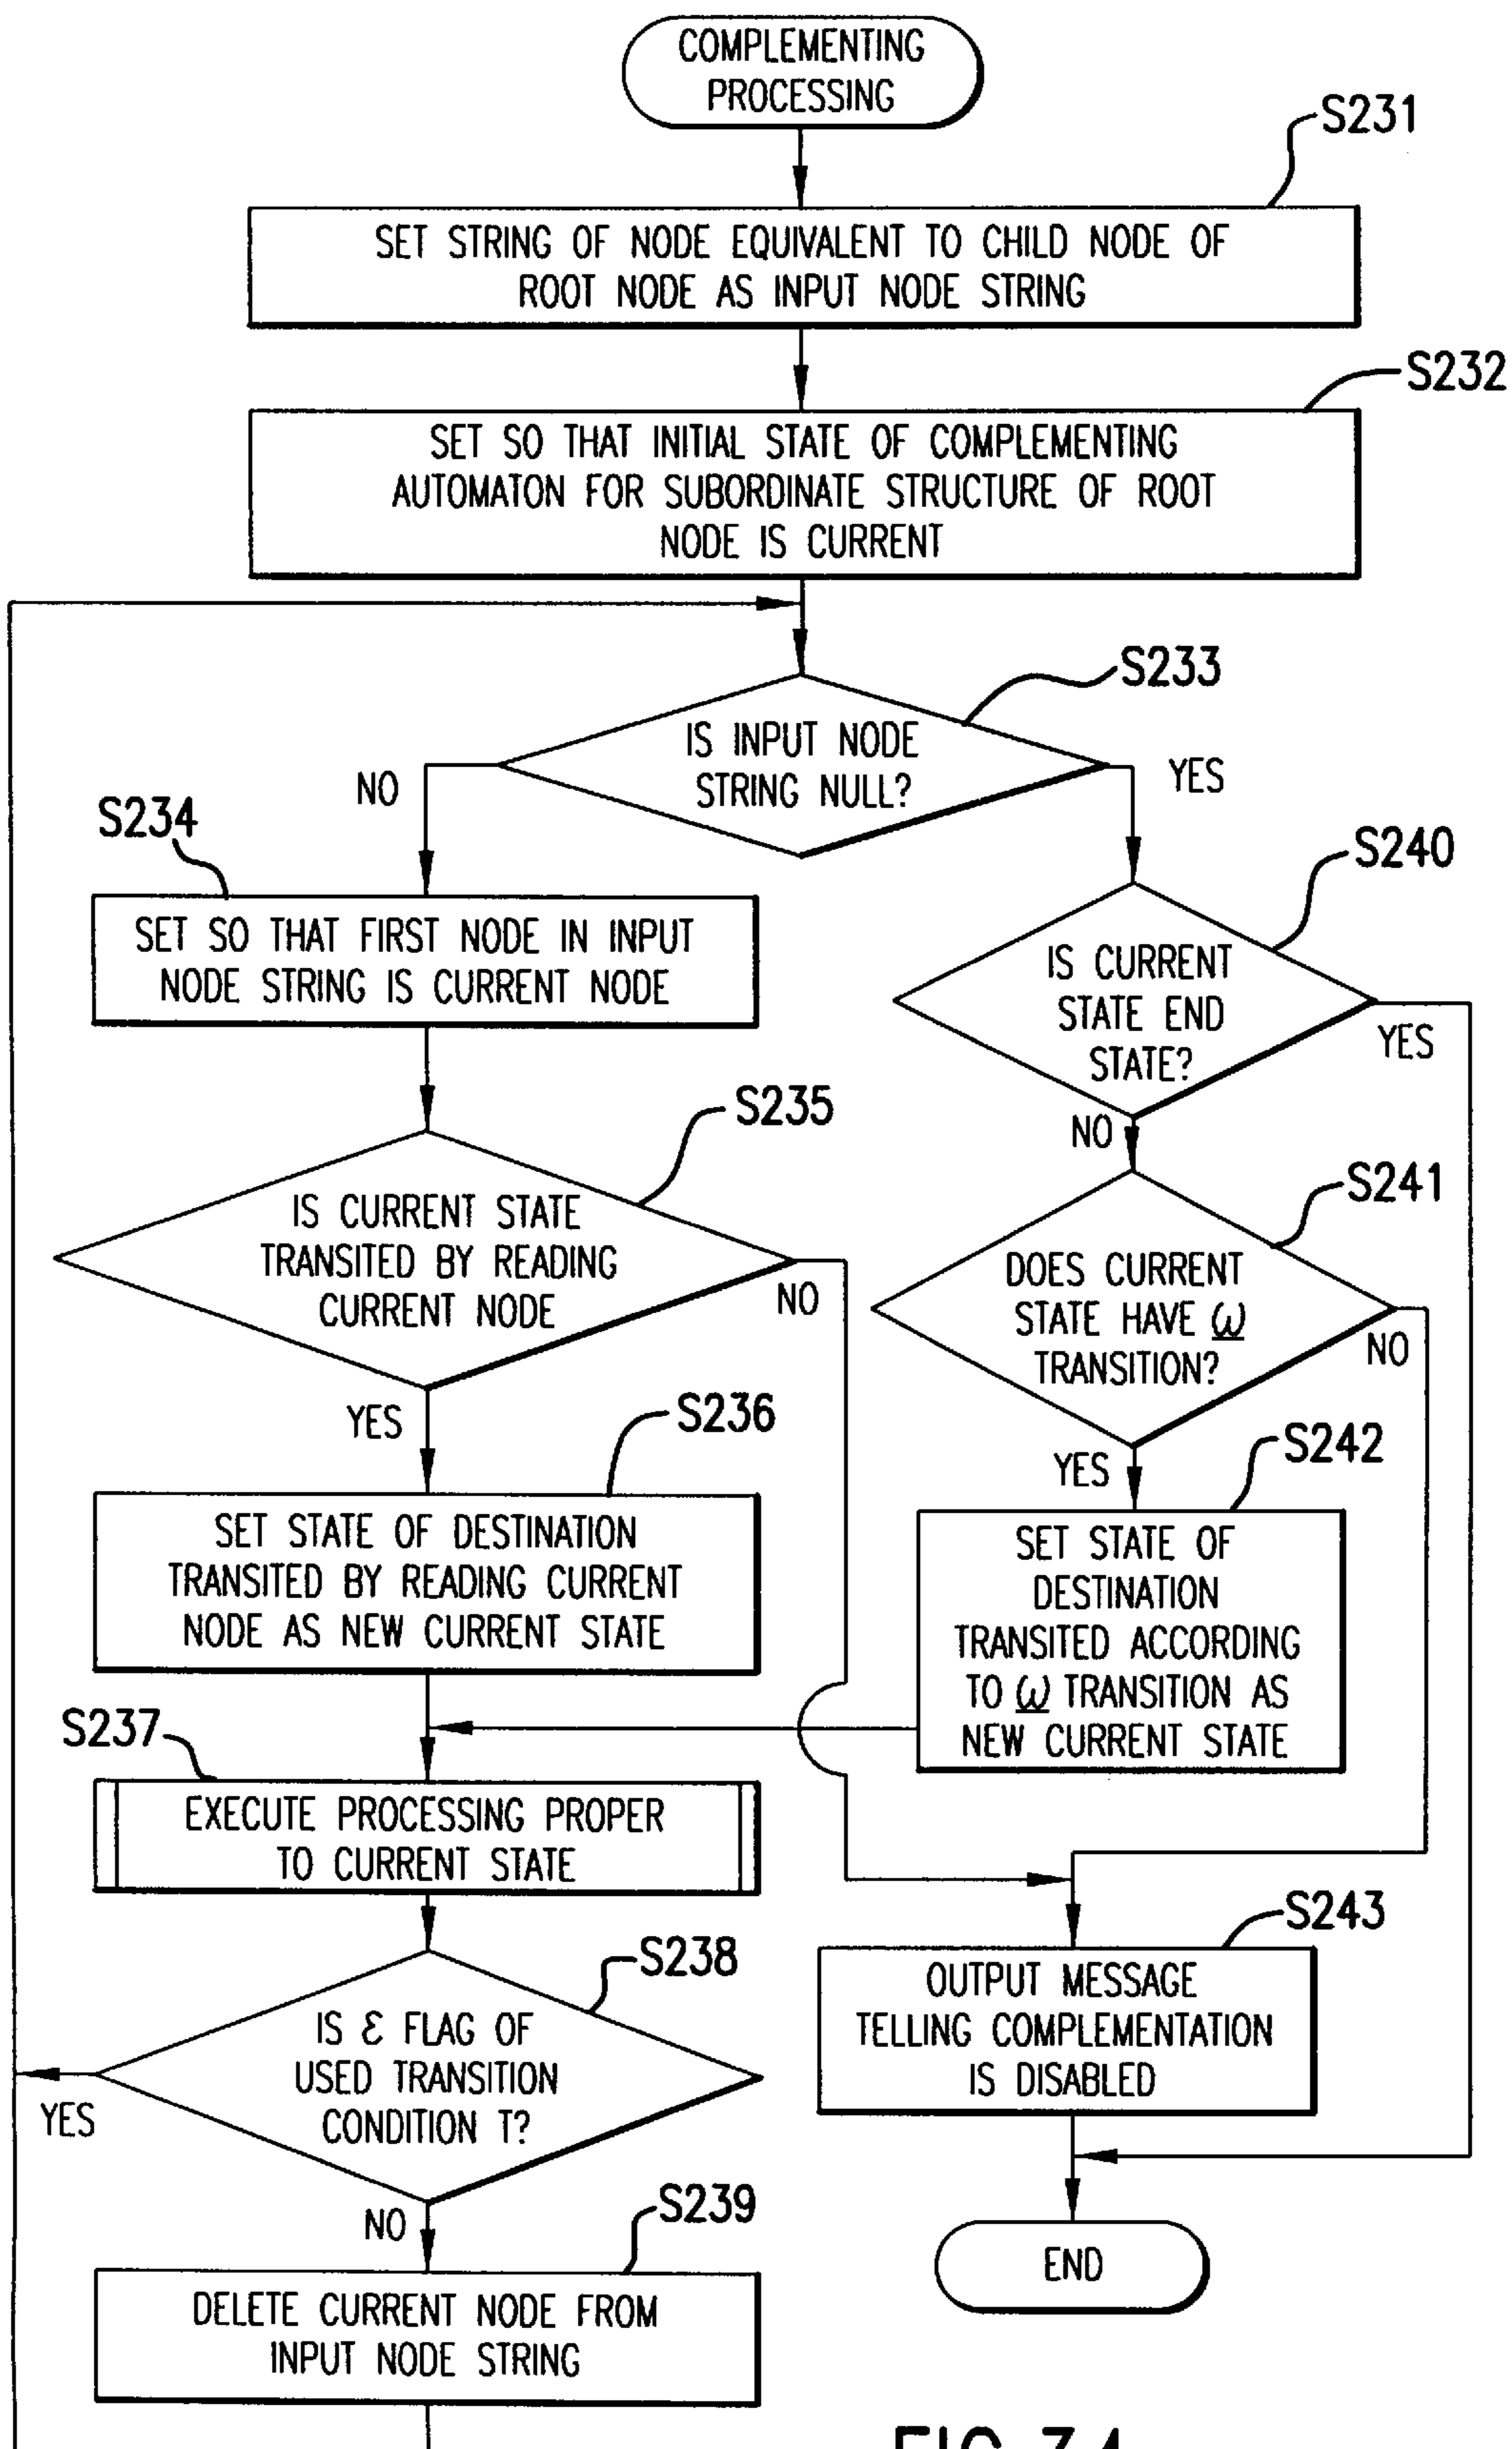 COMPLEMENTING
PROCESSING
S231
SET STRING OF NODE EQUIVALENT TO CHILD NODE OF
ROOT NODE AS INPUT NODE STRING
S232
SET SO THAT INITIAL STATE OF COMPLEMENTING
AUTOMATON FOR SUBORDINATE STRUCTURE OF ROOT
NODE IS CURRENT
S233
IS INPUT NODE
STRING NULL?
NO
YES
S234
SET SO THAT FIRST NODE IN INPUT
NODE STRING IS CURRENT NODE
S240
IS CURRENT
STATE END
STATE?
YES
NO
S235
IS CURRENT STATE
TRANSITED BY READING
CURRENT NODE
NO
YES
S241
DOES CURRENT
STATE HAVE ω
TRANSITION?
NO
YES
S236
SET STATE OF DESTINATION
TRANSITED BY READING CURRENT
NODE AS NEW CURRENT STATE
S242
SET STATE OF
DESTINATION
TRANSITED ACCORDING
TO ω TRANSITION AS
NEW CURRENT STATE
S237
EXECUTE PROCESSING PROPER
TO CURRENT STATE
S238
IS ε FLAG OF
USED TRANSITION
CONDITION T?
YES
NO
S243
OUTPUT MESSAGE
TELLING COMPLEMENTATION
IS DISABLED
S239
DELETE CURRENT NODE FROM
INPUT NODE STRING
END